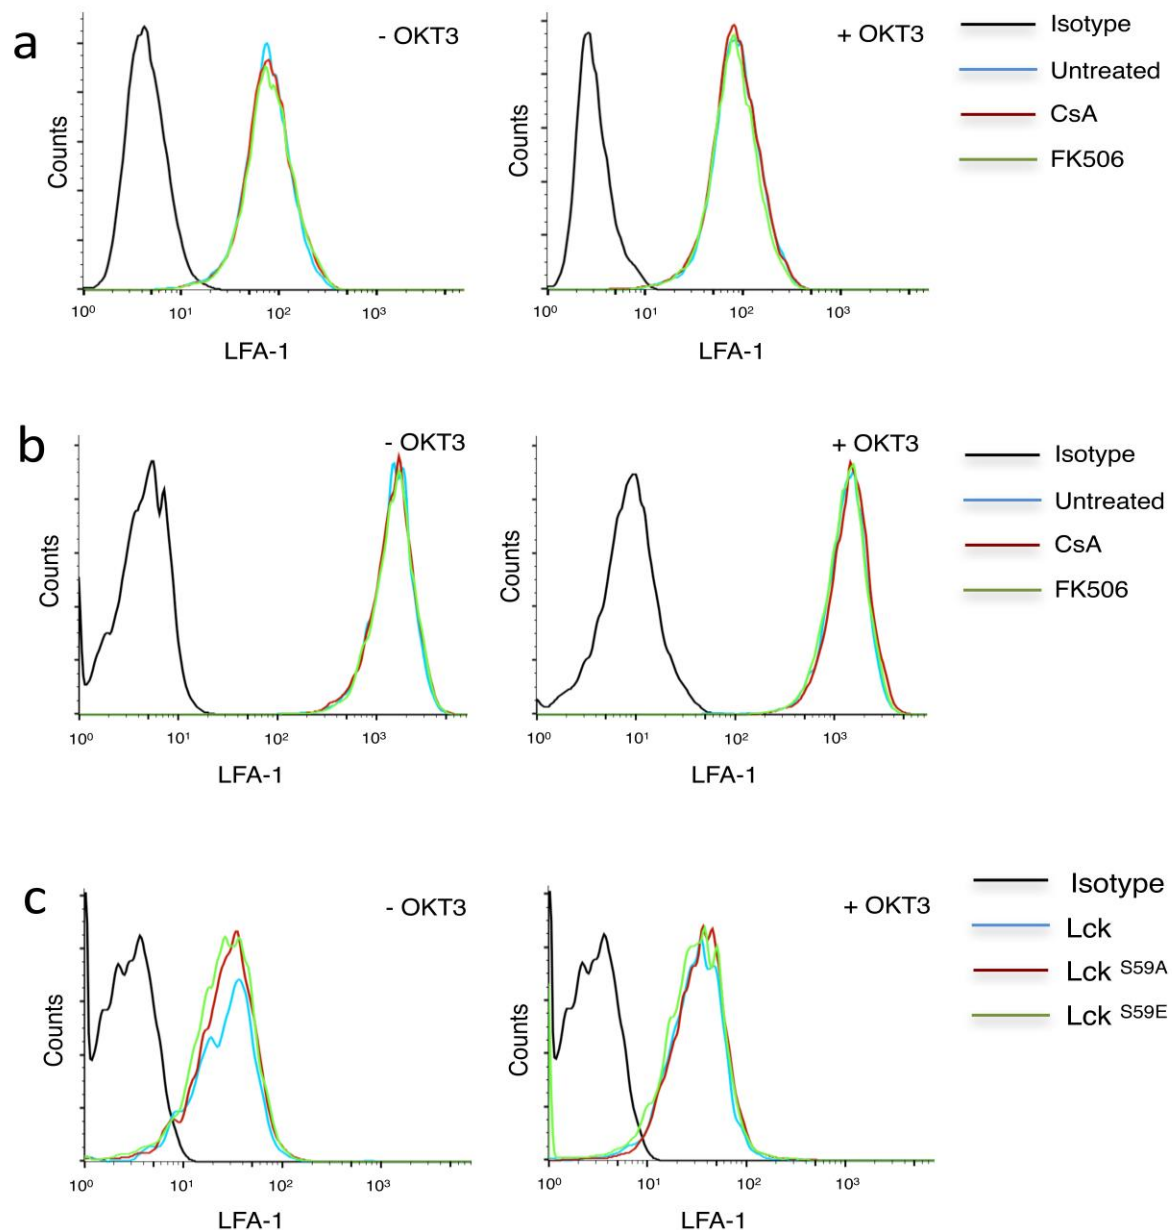 a
- OKT3
+ OKT3
Isotype
Untreated
CsA
FK506
Counts
Counts
10⁰ 10¹ 10² 10³
10⁰ 10¹ 10² 10³
LFA-1
LFA-1
b
- OKT3
+ OKT3
Isotype
Untreated
CsA
FK506
Counts
Counts
10⁰ 10¹ 10² 10³
10⁰ 10¹ 10² 10³
LFA-1
LFA-1
c
- OKT3
+ OKT3
Isotype
Lck
Lck S59A
Lck S59E
Counts
Counts
10⁰ 10¹ 10² 10³
10⁰ 10¹ 10² 10³
LFA-1
LFA-1